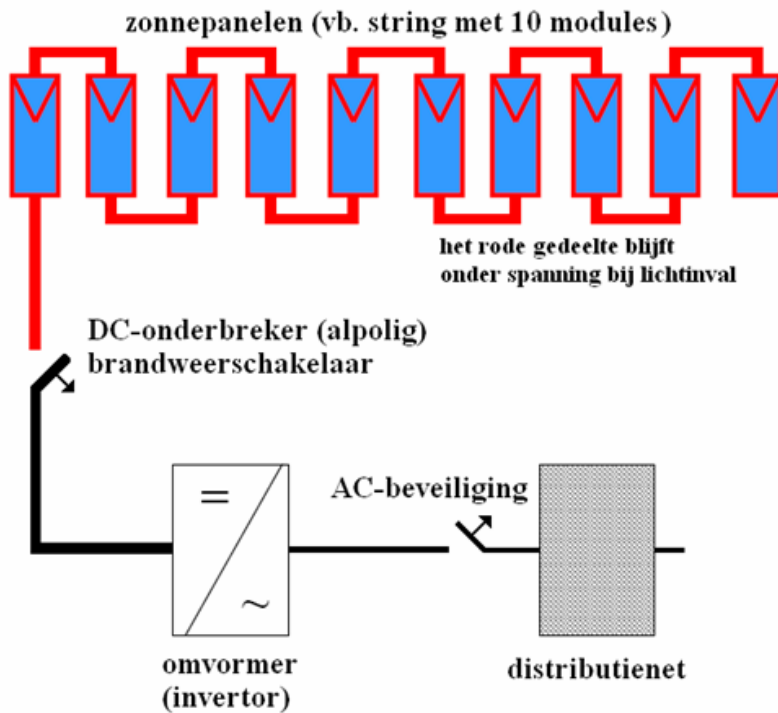 zonnepanelen (vb. string met 10 modules)
het rode gedeelte blijft
onder spanning bij lichtinval
DC-onderbreker (alpolig)
brandweerschakelaar
=
~
AC-beveiliging
omvormer
(invertor)
distributienet